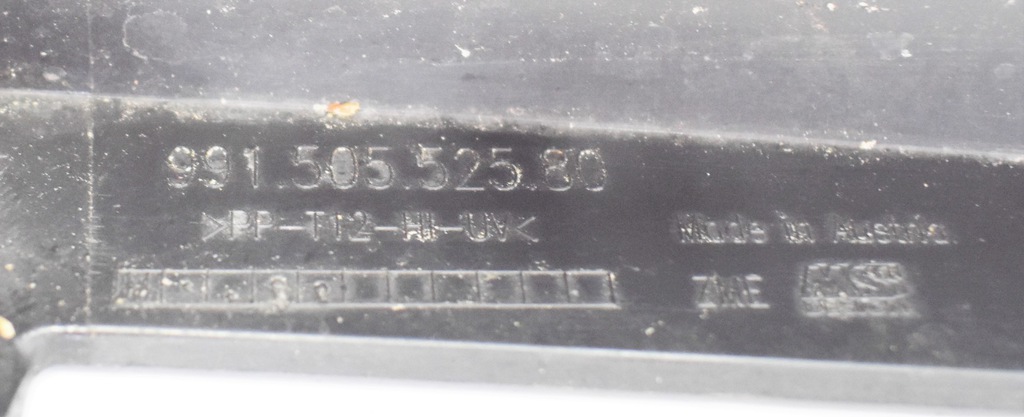 991.505.525.80
>PP-T12-HI-UV<
Made in Austria